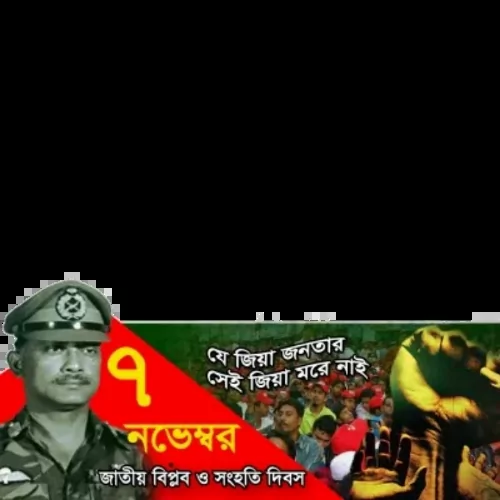 যে জিয়া জনতার
সেই জিয়া মরে নাই
৭
নভেম্বর
জাতীয় বিপ্লব ও সংহতি দিবস